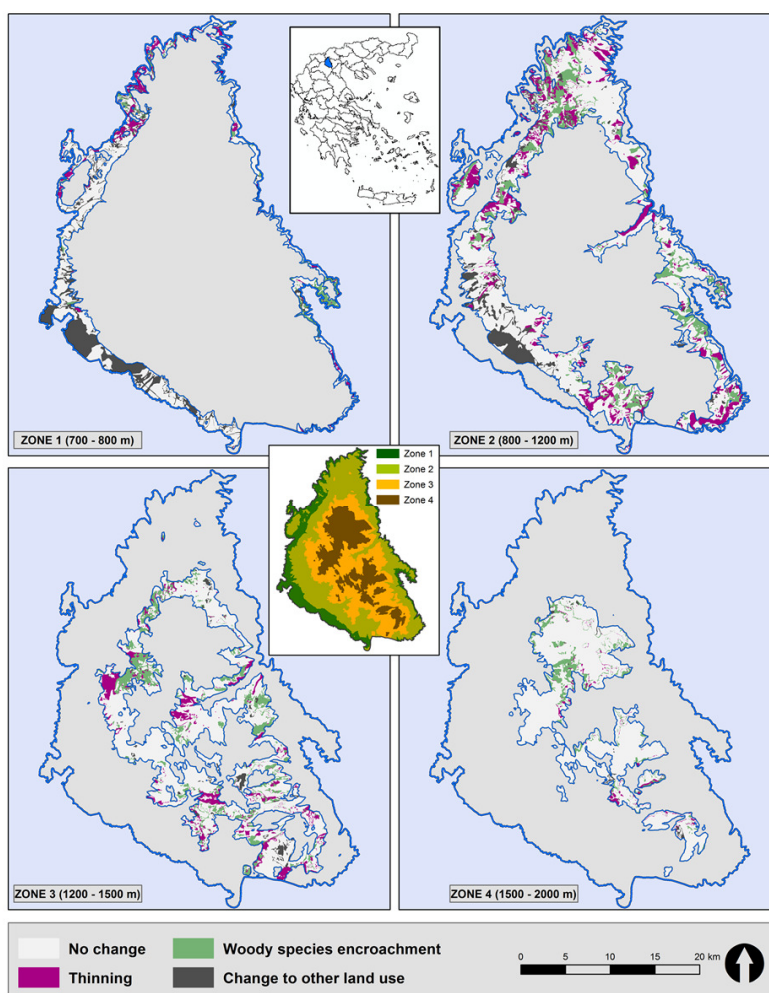 ZONE 1 (700 - 800 m)
ZONE 2 (800 - 1200 m)
Zone 1
Zone 2
Zone 3
Zone 4
ZONE 3 (1200 - 1500 m)
ZONE 4 (1500 - 2000 m)
No change
Woody species encroachment
Thinning
Change to other land use
0 5 10 15 20 km